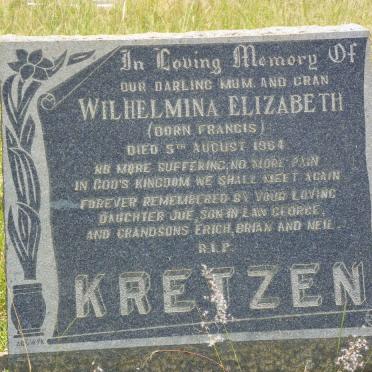 In Loving Memory Of
OUR DARLING MUM AND GRAN
WILHELMINA ELIZABETH
(BORN FRANCIS)
DIED 5TH AUGUST 1964
NO MORE SUFFERING, NO MORE PAIN
IN GOD'S KINGDOM WE SHALL MEET AGAIN
FOREVER REMEMBERED BY YOUR LOVING
DAUGHTER JOE, SON IN LAW GEORGE,
AND GRANDSONS ERICH, BRIAN AND NEIL.
R.I.P.
KRETZEN